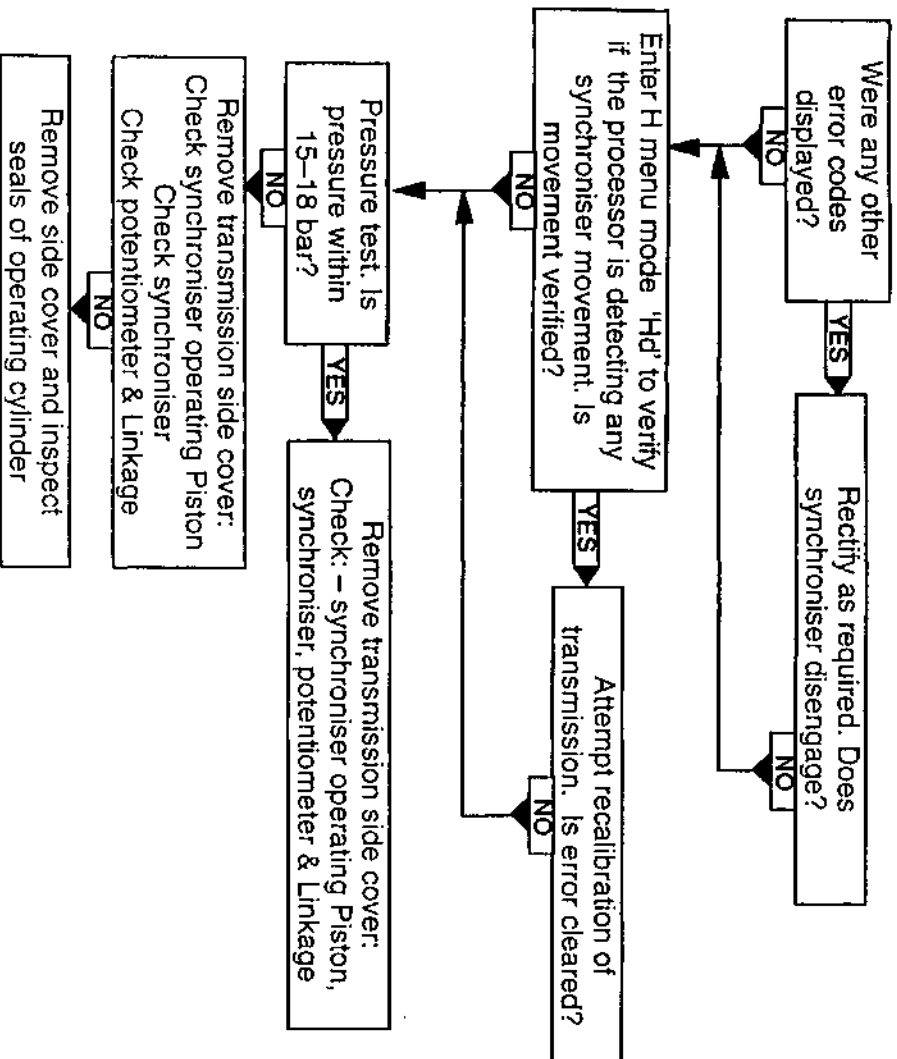 Were any other
error codes
displayed?
YES
NO
Rectify as required. Does
synchroniser disengage?
NO
Enter H menu mode 'Hd' to verify
if the processor is detecting any
synchroniser movement. Is
movement verified?
YES
NO
Attempt recalibration of
transmission. Is error cleared?
NO
Pressure test. Is
pressure within
15–18 bar?
YES
NO
Remove transmission side cover:
Check: – synchroniser operating Piston,
synchroniser, potentiometer & Linkage
Remove transmission side cover:
Check synchroniser operating Piston
Check synchroniser
Check potentiometer & Linkage
NO
Remove side cover and inspect
seals of operating cylinder